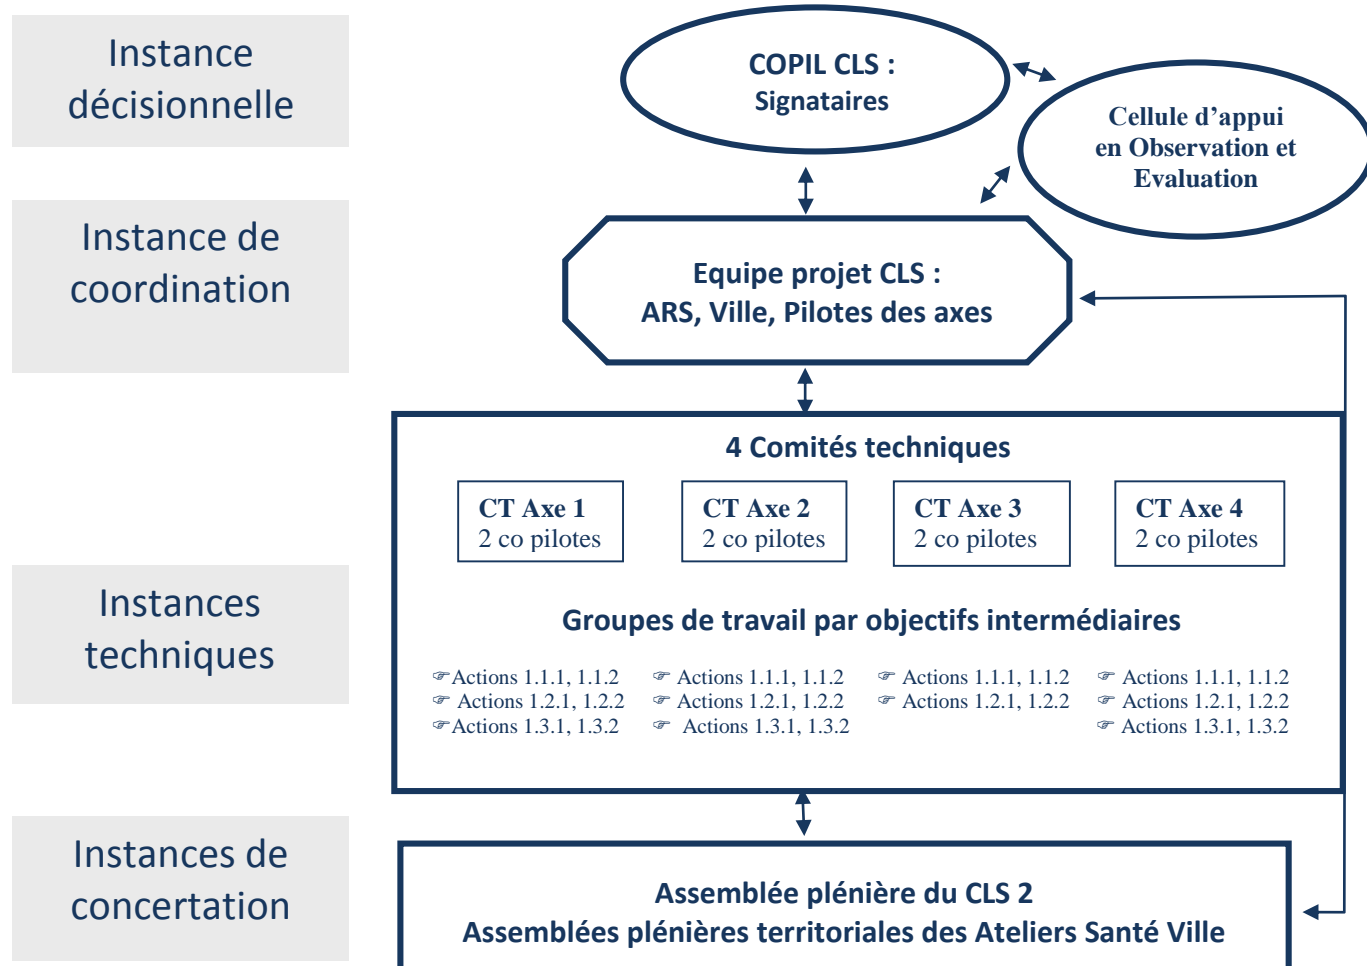 Instance
décisionnelle
COPIL CLS :
Signataires
Cellule d'appui
en Observation et
Evaluation
Instance de
coordination
Equipe projet CLS :
ARS, Ville, Pilotes des axes
Instances
techniques
4 Comités techniques
CT Axe 1
2 co pilotes
CT Axe 2
2 co pilotes
CT Axe 3
2 co pilotes
CT Axe 4
2 co pilotes
Groupes de travail par objectifs intermédiaires
☞Actions 1.1.1, 1.1.2
☞ Actions 1.2.1, 1.2.2
☞Actions 1.3.1, 1.3.2
☞ Actions 1.1.1, 1.1.2
☞ Actions 1.2.1, 1.2.2
☞ Actions 1.3.1, 1.3.2
☞ Actions 1.1.1, 1.1.2
☞ Actions 1.2.1, 1.2.2
☞ Actions 1.1.1, 1.1.2
☞ Actions 1.2.1, 1.2.2
☞ Actions 1.3.1, 1.3.2
Instances de
concertation
Assemblée plénière du CLS 2
Assemblées plénières territoriales des Ateliers Santé Ville